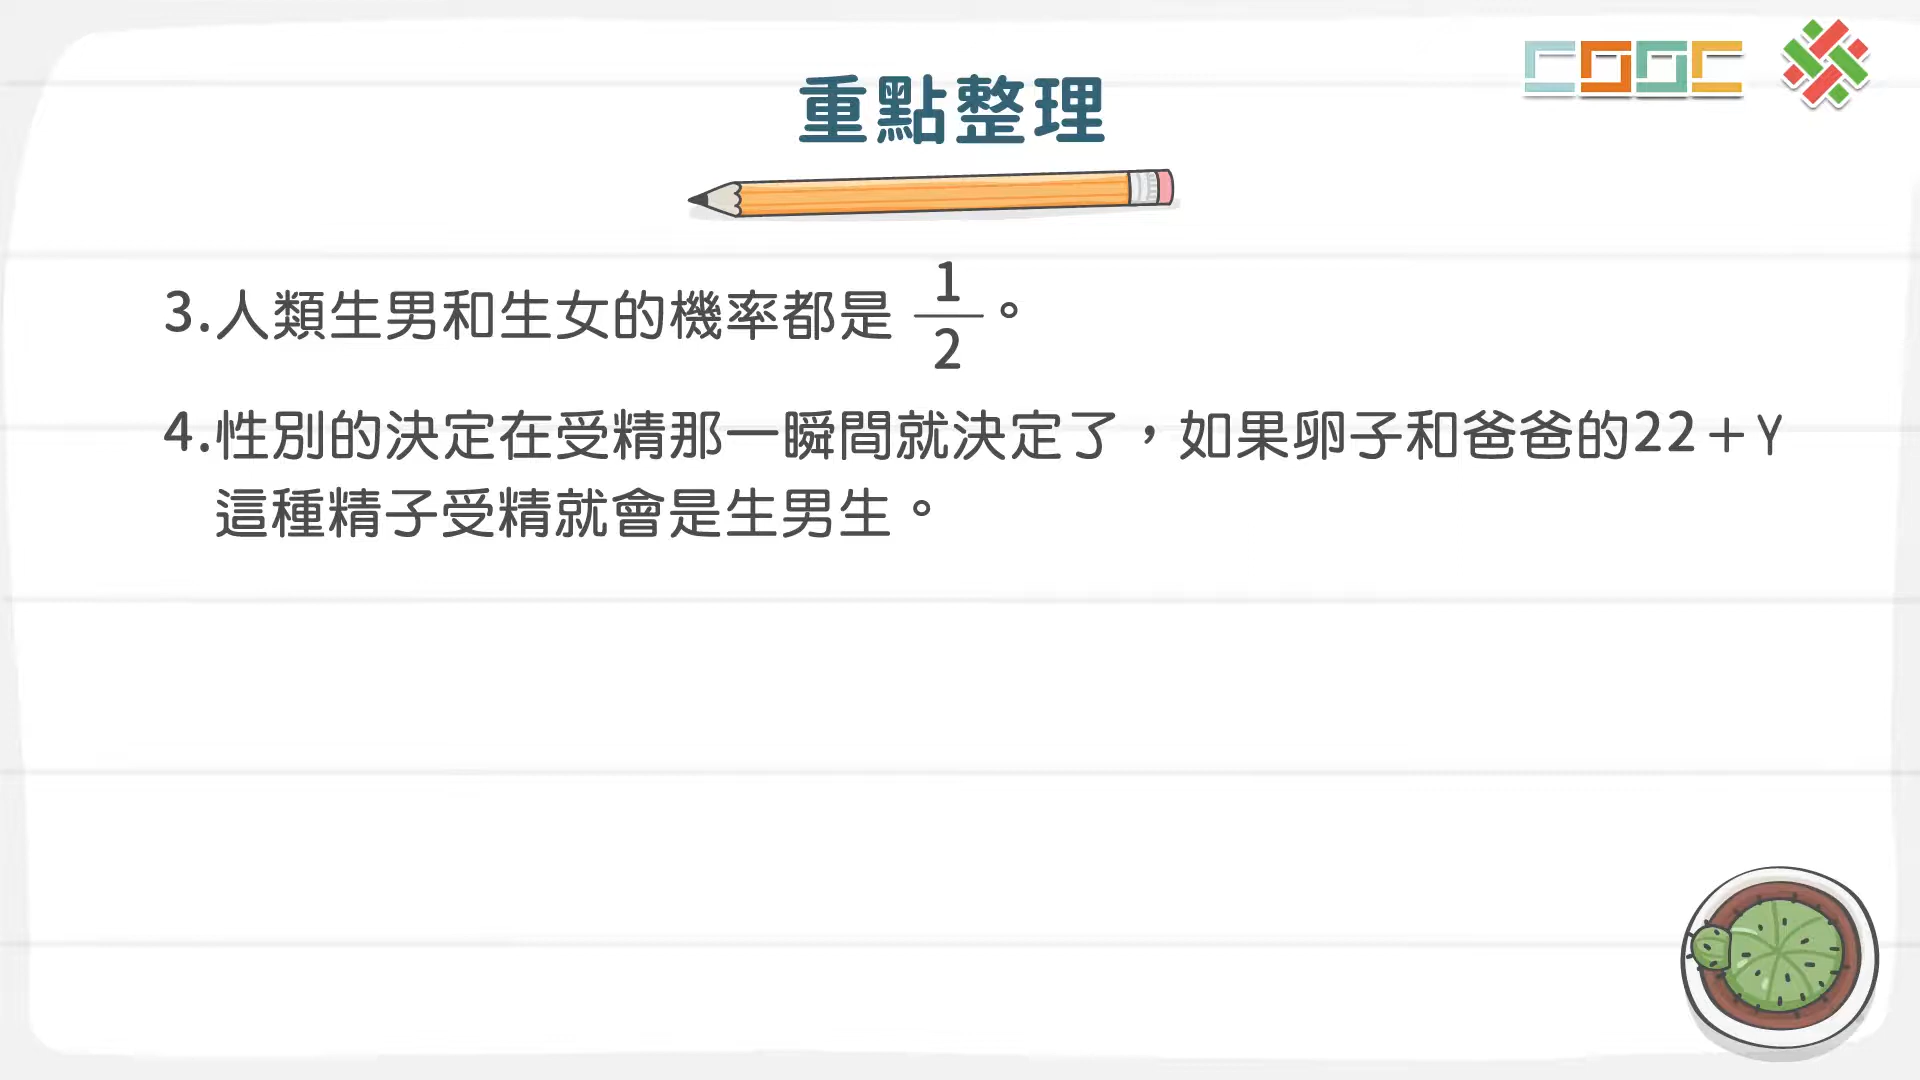 COOC
重點整理
3.人類生男和生女的機率都是 1/2。
4.性別的決定在受精那一瞬間就決定了，如果卵子和爸爸的22＋Y
這種精子受精就會是生男生。